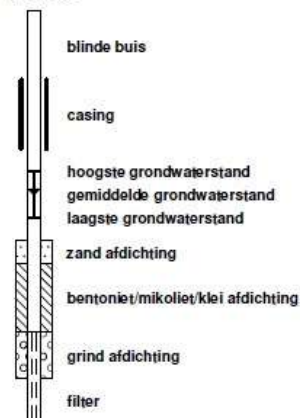 blinde buis
casing
hoogste grondwaterstand
gemiddelde grondwaterstand
laagste grondwaterstand
zand afdichting
bentoniet/mikoliet/klei afdichting
grind afdichting
filter